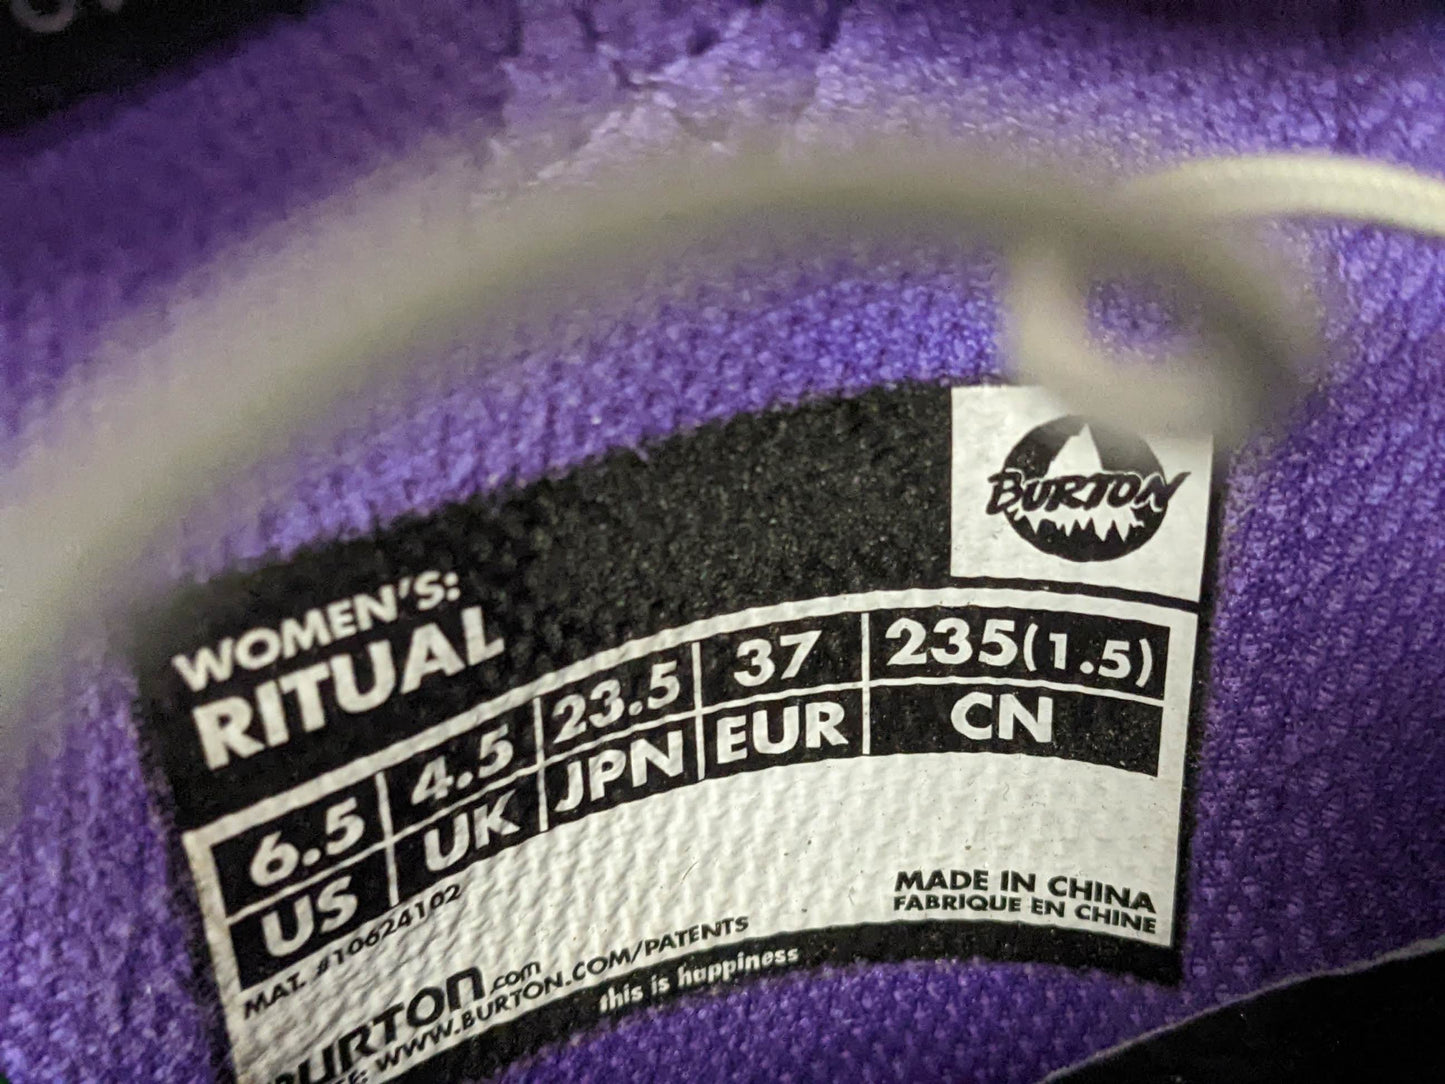 BURTON
WOMEN'S:
RITUAL
6.5 4.5 23.5 37 235(1.5)
US UK JPN EUR CN
MAT. #10624102
MADE IN CHINA
FABRIQUE EN CHINE
BURTON.com
WWW.BURTON.COM/PATENTS
this is happiness